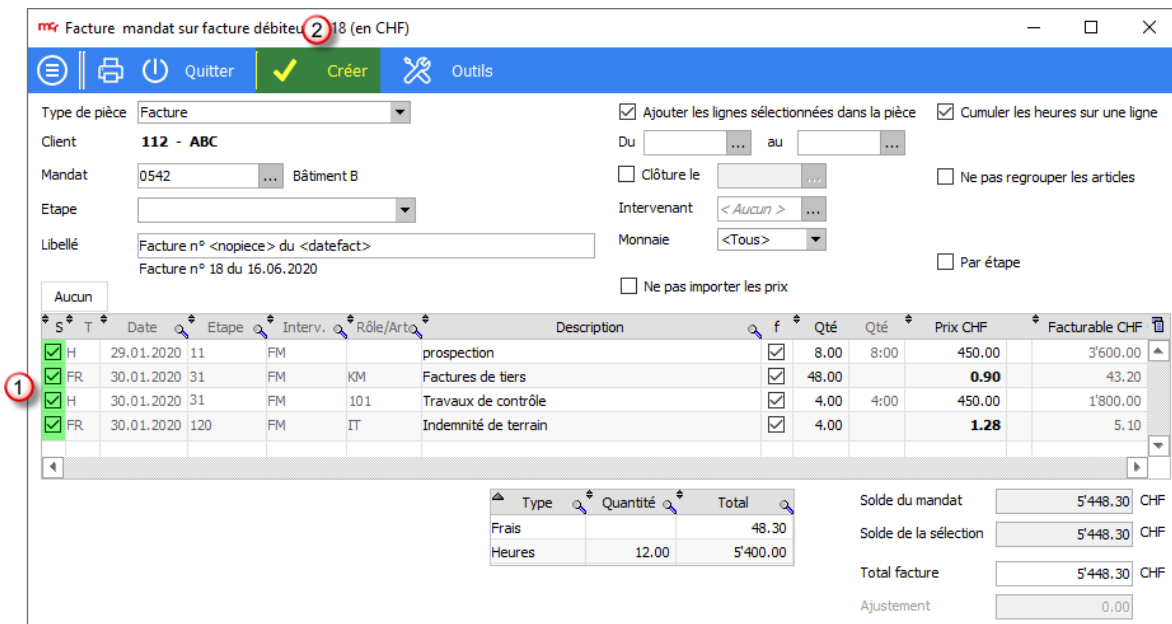 mcr Facture mandat sur facture débiteu 2 18 (en CHF)
Quitter Créer Outils
Type de pièce Facture
Client 112 - ABC
Mandat 0542 ... Bâtiment B
Etape
Libellé Facture n° <nopiece> du <datefact>
Facture n° 18 du 16.06.2020
Ajouter les lignes sélectionnées dans la pièce Cumuler les heures sur une ligne
Du ... au ...
Clôture le ... Ne pas regrouper les articles
Intervenant < Aucun > ...
Monnaie <Tous>
Par étape
Ne pas importer les prix
Aucun
S T Date Etape Interv. Rôle/Artc Description f Qté Qté Prix CHF Facturable CHF
H 29.01.2020 11 FM prospection 8.00 8:00 450.00 3'600.00
1
FR 30.01.2020 31 FM KM Factures de tiers 48.00 0.90 43.20
H 30.01.2020 31 FM 101 Travaux de contrôle 4.00 4:00 450.00 1'800.00
FR 30.01.2020 120 FM IT Indemnité de terrain 4.00 1.28 5.10
Type Quantité Total
Frais 48.30
Heures 12.00 5'400.00
Solde du mandat 5'448.30 CHF
Solde de la sélection 5'448.30 CHF
Total facture 5'448.30 CHF
Ajustement 0.00